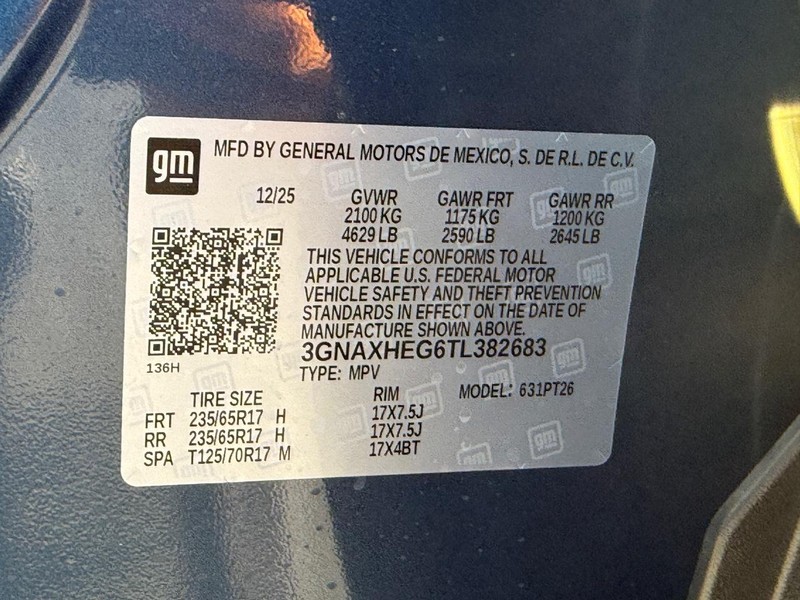 gm MFD BY GENERAL MOTORS DE MEXICO, S. DE R.L. DE C.V.
12/25 GVWR GAWR FRT GAWR RR
2100 KG 1175 KG 1200 KG
4629 LB 2590 LB 2645 LB
THIS VEHICLE CONFORMS TO ALL
APPLICABLE U.S. FEDERAL MOTOR
VEHICLE SAFETY AND THEFT PREVENTION
STANDARDS IN EFFECT ON THE DATE OF
MANUFACTURE SHOWN ABOVE.
3GNAXHEG6TL382683
136H
TYPE: MPV
TIRE SIZE RIM MODEL: 631PT26
FRT 235/65R17 H 17X7.5J
RR 235/65R17 H 17X7.5J
SPA T125/70R17 M 17X4BT